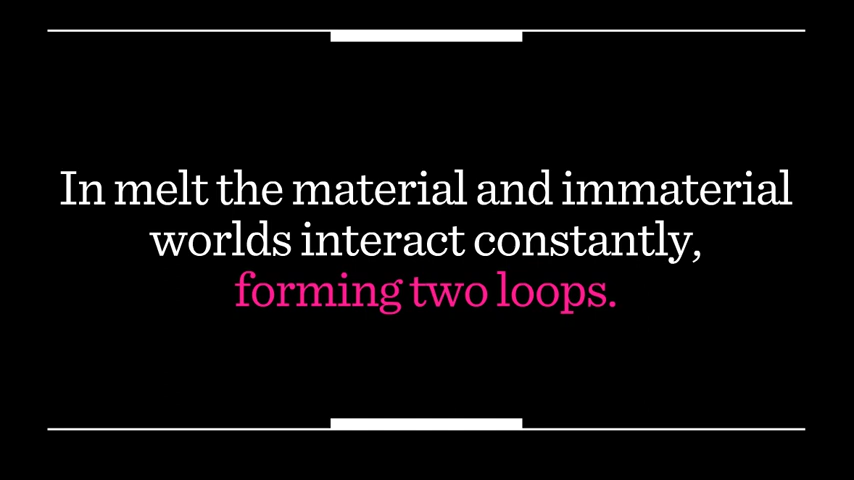 In melt the material and immaterial
worlds interact constantly,
forming two loops.